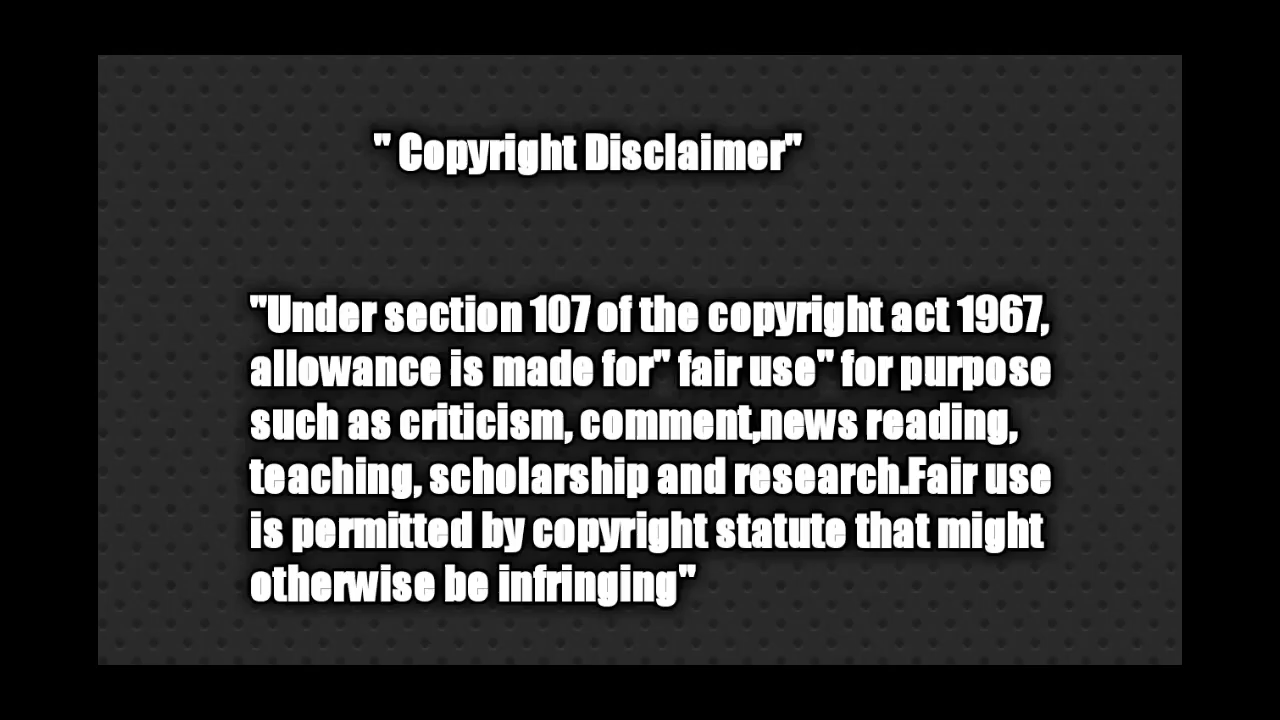 " Copyright Disclaimer"
"Under section 107 of the copyright act 1967,
allowance is made for" fair use" for purpose
such as criticism, comment,news reading,
teaching, scholarship and research.Fair use
is permitted by copyright statute that might
otherwise be infringing"